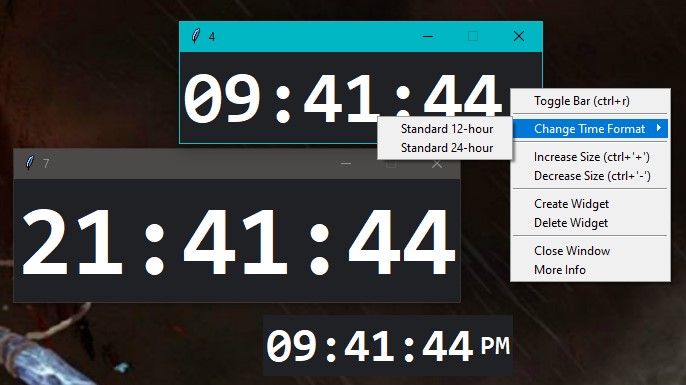 4
09:41:44
Toggle Bar (ctrl+r)
Change Time Format
Standard 12-hour
Standard 24-hour
Increase Size (ctrl+'+')
Decrease Size (ctrl+'-')
Create Widget
Delete Widget
Close Window
More Info
7
21:41:44
09:41:44 PM